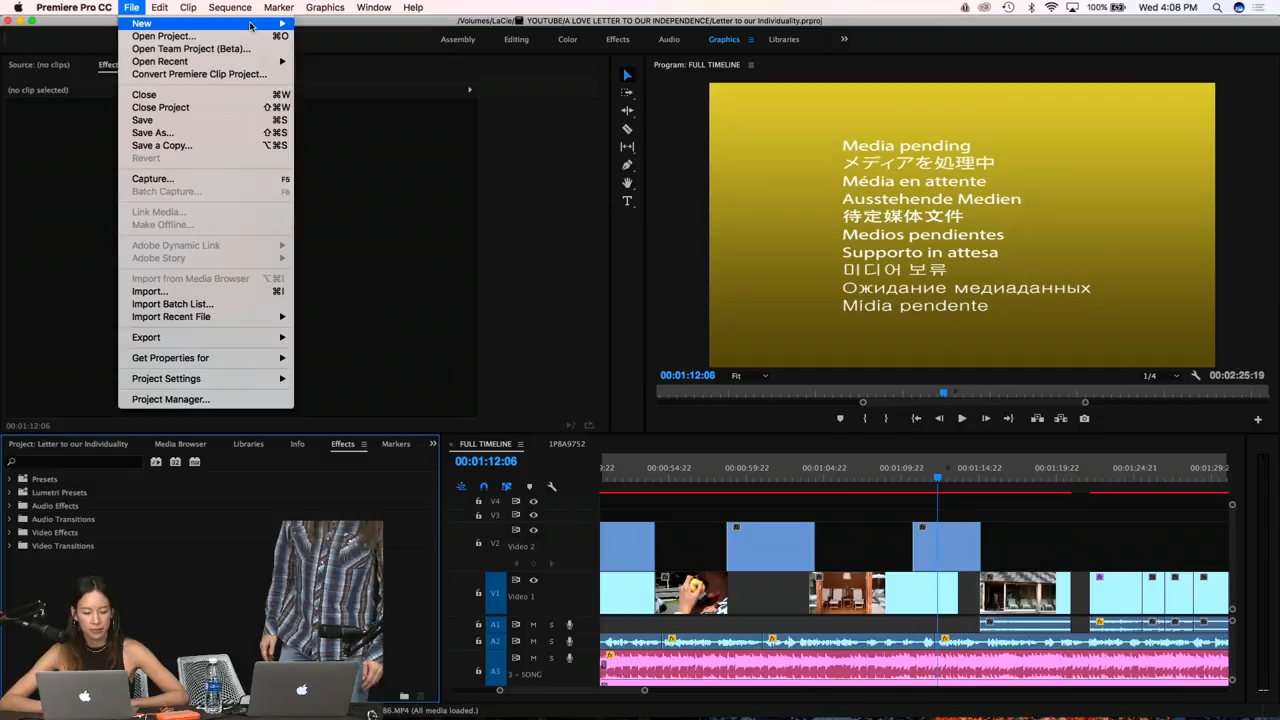 Premiere Pro CC File Edit Clip Sequence Marker Graphics Window Help 100% Wed 4:08 PM
/Volumes/LaCie/ YOUTUBE/A LOVE LETTER TO OUR INDEPENDENCE/Letter to our Individuality.prproj
Assembly Editing Color Effects Audio Graphics Libraries
New
Open Project... ⌘O
Open Team Project (Beta)...
Open Recent
Convert Premiere Clip Project...
Close ⌘W
Close Project ⇧⌘W
Save ⌘S
Save As... ⇧⌘S
Save a Copy... ⌥⌘S
Revert
Capture... F5
Batch Capture... F6
Link Media...
Make Offline...
Adobe Dynamic Link
Adobe Story
Import from Media Browser ⌥⌘I
Import... ⌘I
Import Batch List...
Import Recent File
Export
Get Properties for
Project Settings
Project Manager...
Source: (no clips)
(no clip selected)
00:01:12:06
Program: FULL TIMELINE
Media pending
メディアを処理中
Média en attente
Ausstehende Medien
待定媒体文件
Medios pendientes
Supporto in attesa
미디어 보류
Ожидание медиаданных
Mídia pendente
00:01:12:06 Fit 1/4 00:02:25:19
Project: Letter to our Individuality Media Browser Libraries Info Effects Markers
Presets
Lumetri Presets
Audio Effects
Audio Transitions
Video Effects
Video Transitions
FULL TIMELINE 1P8A9752
00:01:12:06
:22 00:00:54:22 00:00:59:22 00:01:04:22 00:01:09:22 00:01:14:22 00:01:19:22 00:01:24:21 00:01:29:2
V4
V3
V2 Video 2
V1 Video 1
A1 M S
A2 M S
A3 M S
3 – SONG
86.MP4 (All media loaded.)